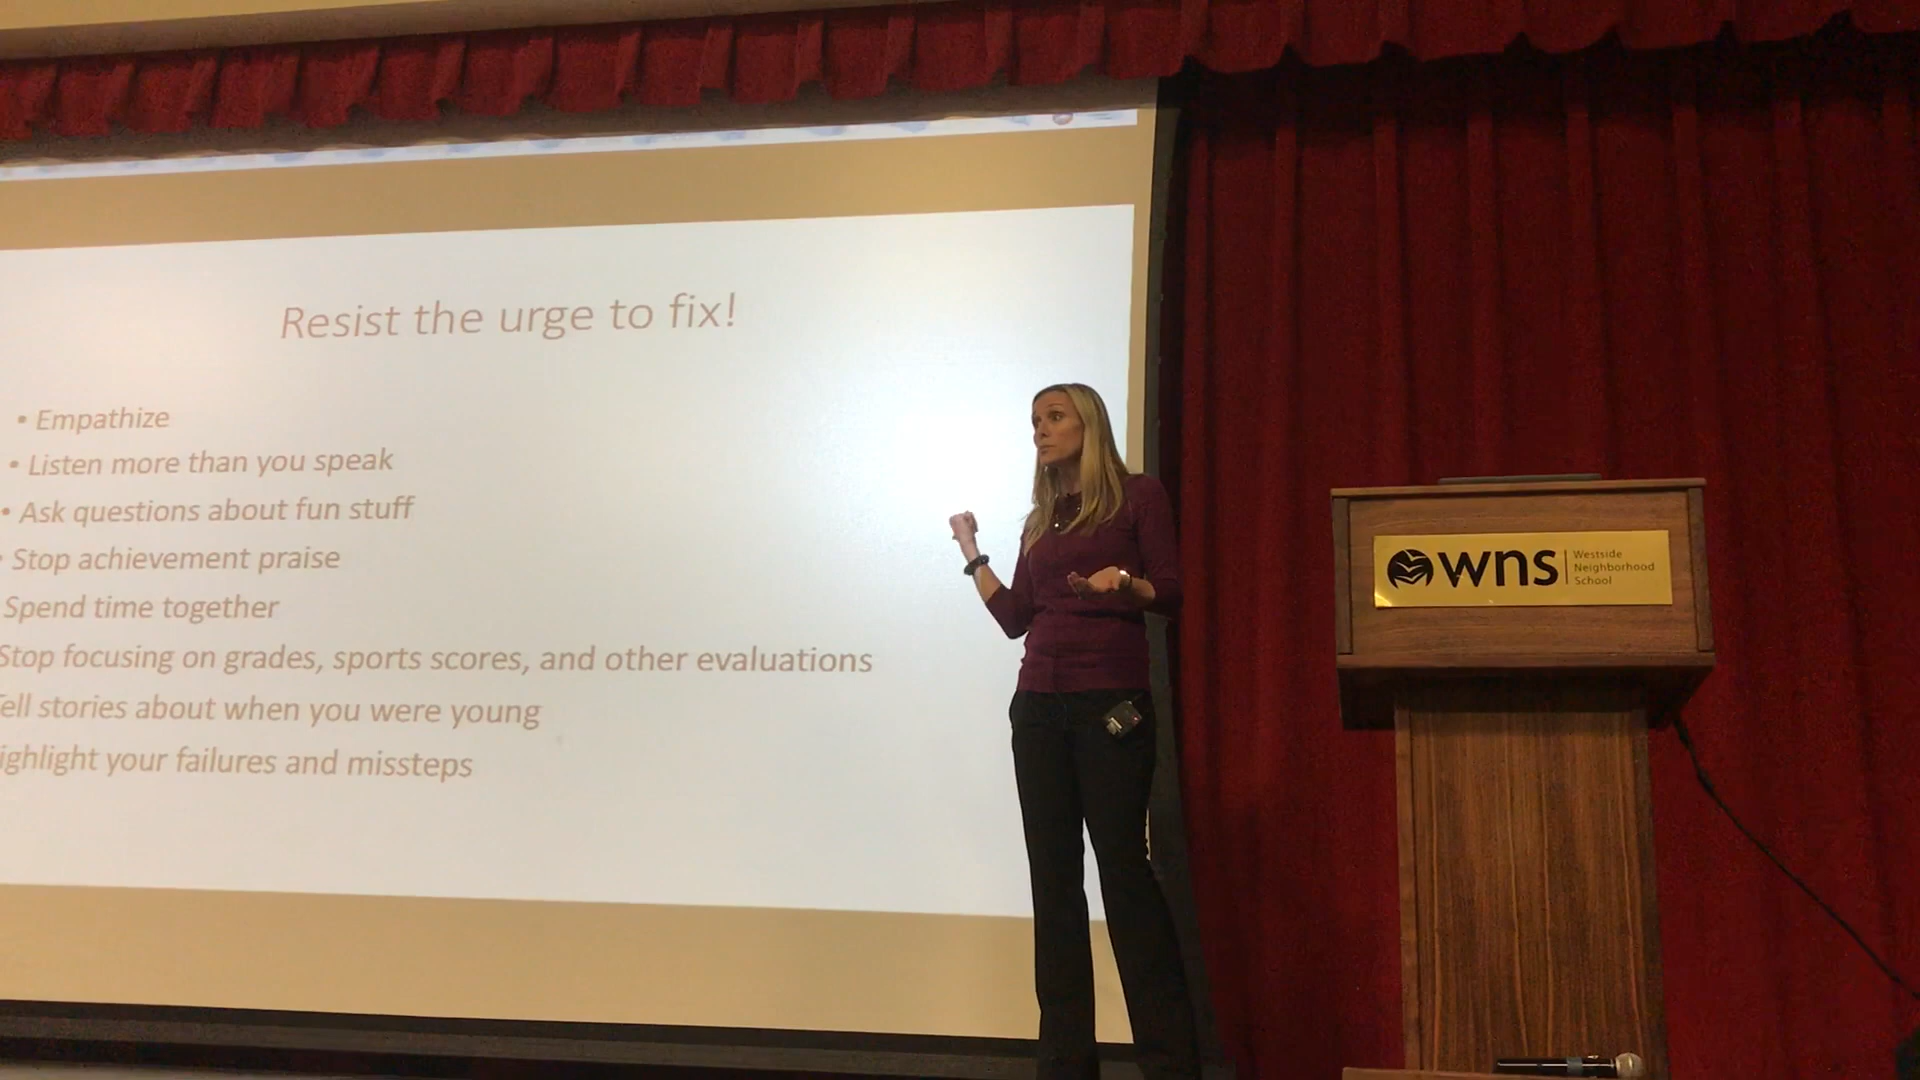 Resist the urge to fix!
• Empathize
• Listen more than you speak
• Ask questions about fun stuff
• Stop achievement praise
Spend time together
Stop focusing on grades, sports scores, and other evaluations
Tell stories about when you were young
ighlight your failures and missteps
wns
Westside
Neighborhood
School